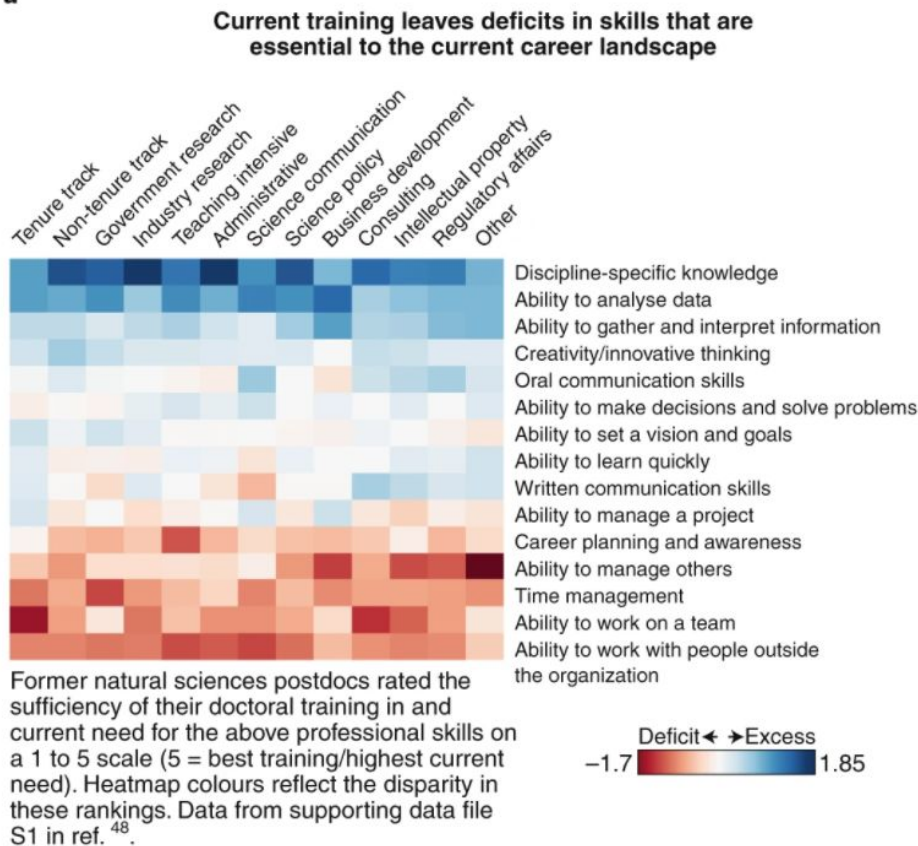 Current training leaves deficits in skills that are
essential to the current career landscape
Tenure track
Non-tenure track
Government research
Industry research
Teaching intensive
Administrative
Science communication
Science policy
Business development
Consulting
Intellectual property
Regulatory affairs
Other
Discipline-specific knowledge
Ability to analyse data
Ability to gather and interpret information
Creativity/innovative thinking
Oral communication skills
Ability to make decisions and solve problems
Ability to set a vision and goals
Ability to learn quickly
Written communication skills
Ability to manage a project
Career planning and awareness
Ability to manage others
Time management
Ability to work on a team
Ability to work with people outside
the organization
Former natural sciences postdocs rated the
sufficiency of their doctoral training in and
current need for the above professional skills on
a 1 to 5 scale (5 = best training/highest current
need). Heatmap colours reflect the disparity in
these rankings. Data from supporting data file
S1 in ref. 48.
Deficit← →Excess
−1.7 1.85